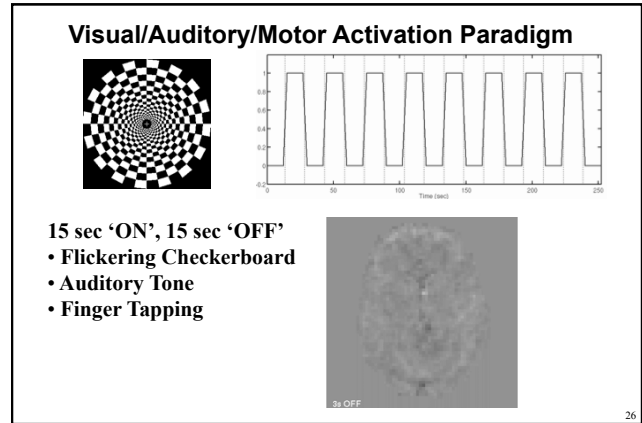 Visual/Auditory/Motor Activation Paradigm
1
0.8
0.6
0.4
0.2
0
-0.2
0 50 100 150 200 250
Time (sec)
15 sec ‘ON’, 15 sec ‘OFF’
• Flickering Checkerboard
• Auditory Tone
• Finger Tapping
3s OFF
26